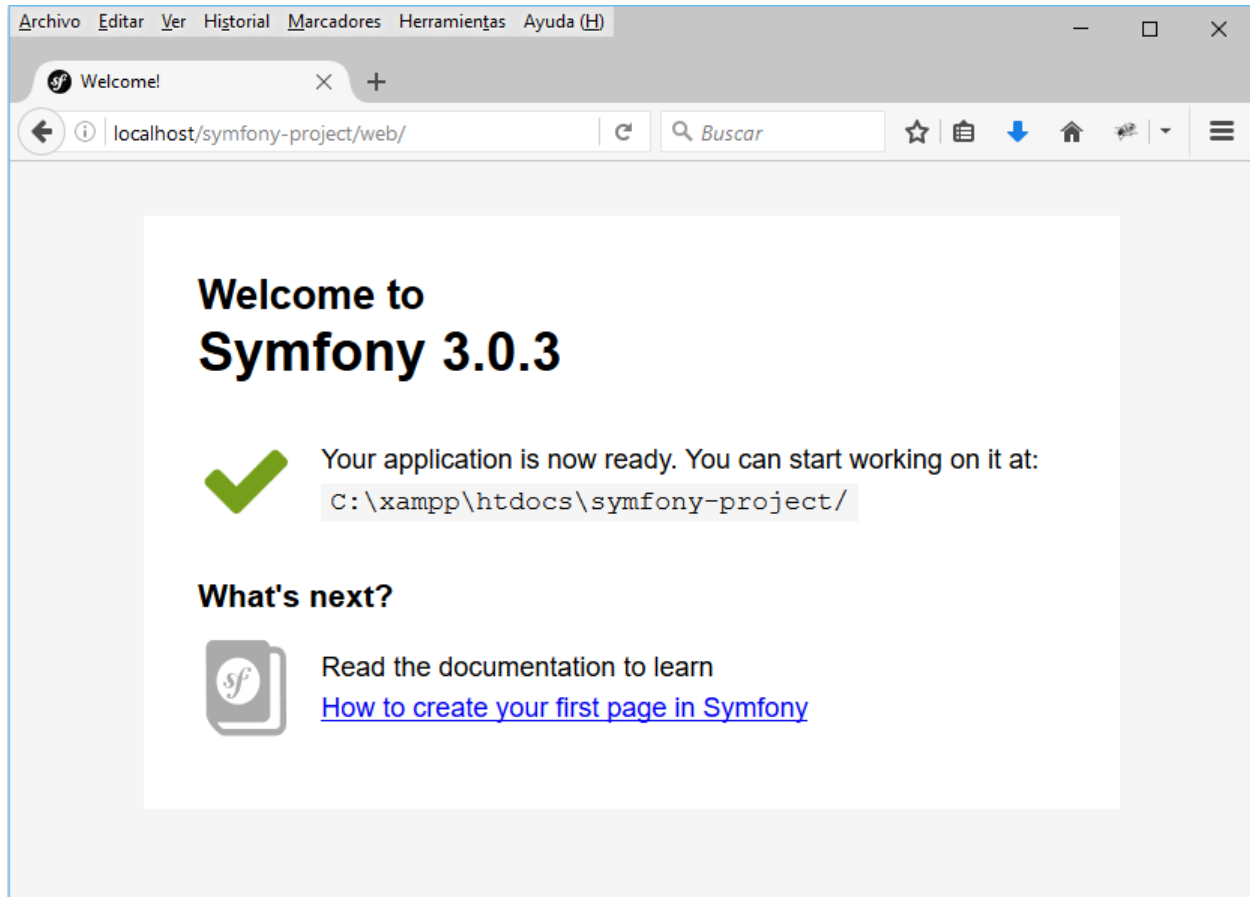 Archivo Editar Ver Historial Marcadores Herramientas Ayuda (H)
sf Welcome!
localhost/symfony-project/web/ Buscar
Welcome to
Symfony 3.0.3
Your application is now ready. You can start working on it at:
C:\xampp\htdocs\symfony-project/
What's next?
sf
Read the documentation to learn
How to create your first page in Symfony